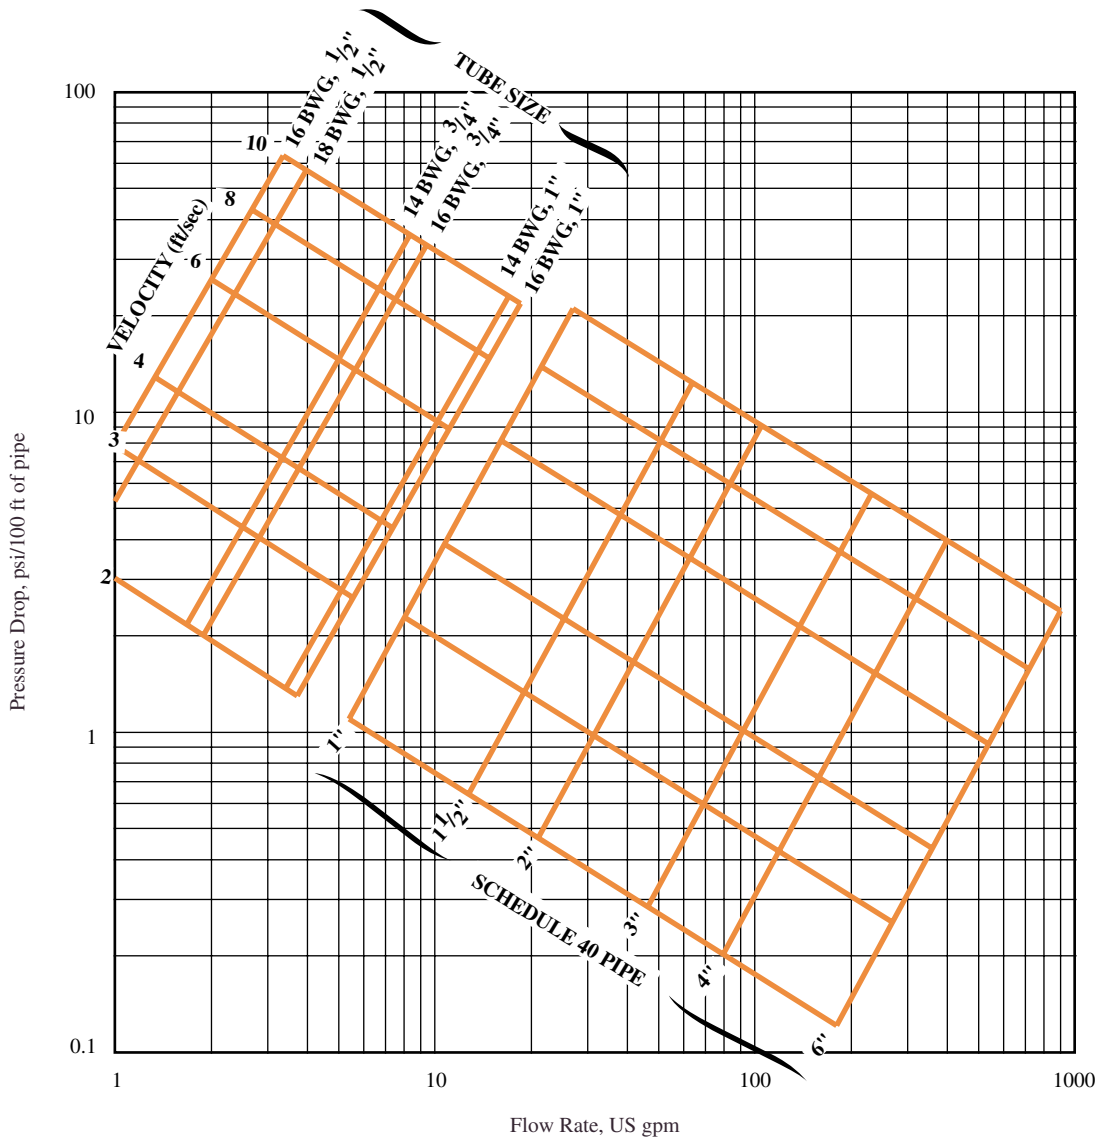 TUBE SIZE
16 BWG, 1/2"
18 BWG, 1/2"
14 BWG, 3/4"
16 BWG, 3/4"
14 BWG, 1"
16 BWG, 1"
VELOCITY (ft/sec)
10
8
6
4
3
2
100
10
1
0.1
Pressure Drop, psi/100 ft of pipe
1"
1 1/2"
2"
3"
4"
6"
SCHEDULE 40 PIPE
1
10
100
1000
Flow Rate, US gpm